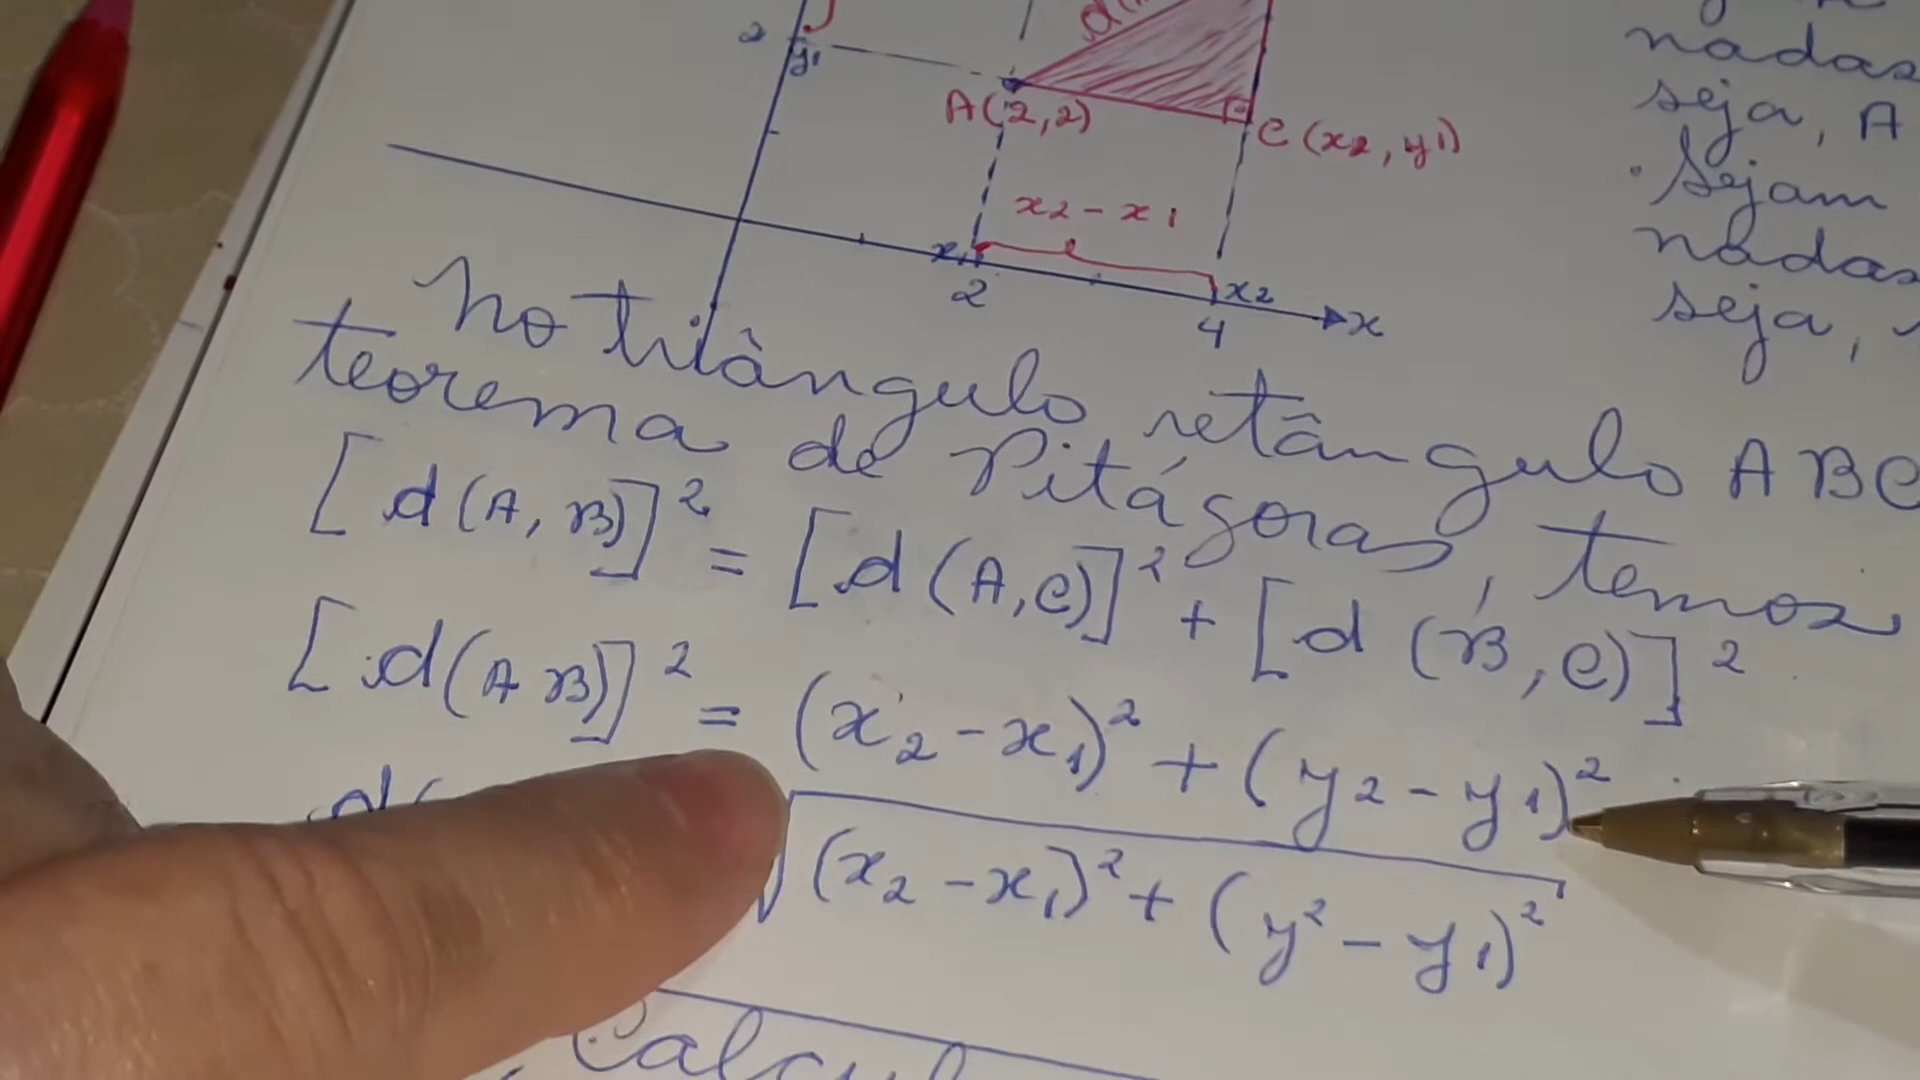 2
y1
A(2,2)
C (x2, y1)
x2 - x1
x1
x2
x
2
4
nadas
seja, A
• Sejam
nadas
seja,
No triângulo retângulo ABC
teorema de Pitágoras, temos
[d(A, B)]² = [d(A,C)]² + [d(B,C)]²
[d(A B)]² = (x₂ - x₁)² + (y2 - y1)²
d(
√(x₂ - x₁)² + (y² - y1)²
Calcul